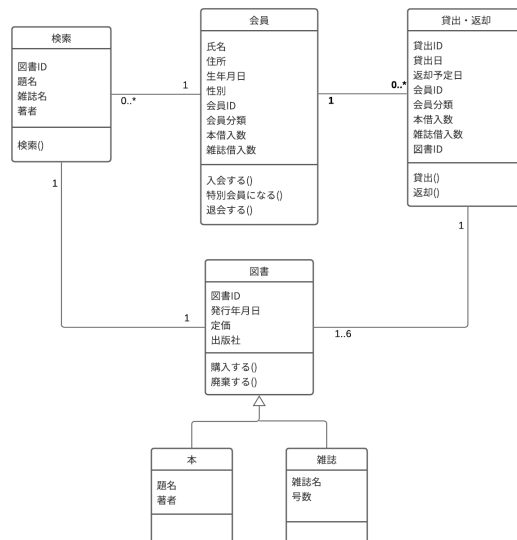 検索
図書ID
題名
雑誌名
著者
検索()
0..*
1
会員
氏名
住所
生年月日
性別
会員ID
会員分類
本借入数
雑誌借入数
入会する()
特別会員になる()
退会する()
1
0..*
貸出・返却
貸出ID
貸出日
返却予定日
会員ID
会員分類
本借入数
雑誌借入数
図書ID
貸出()
返却()
1
1
1
1..6
図書
図書ID
発行年月日
定価
出版社
購入する()
廃棄する()
本
題名
著者
雑誌
雑誌名
号数